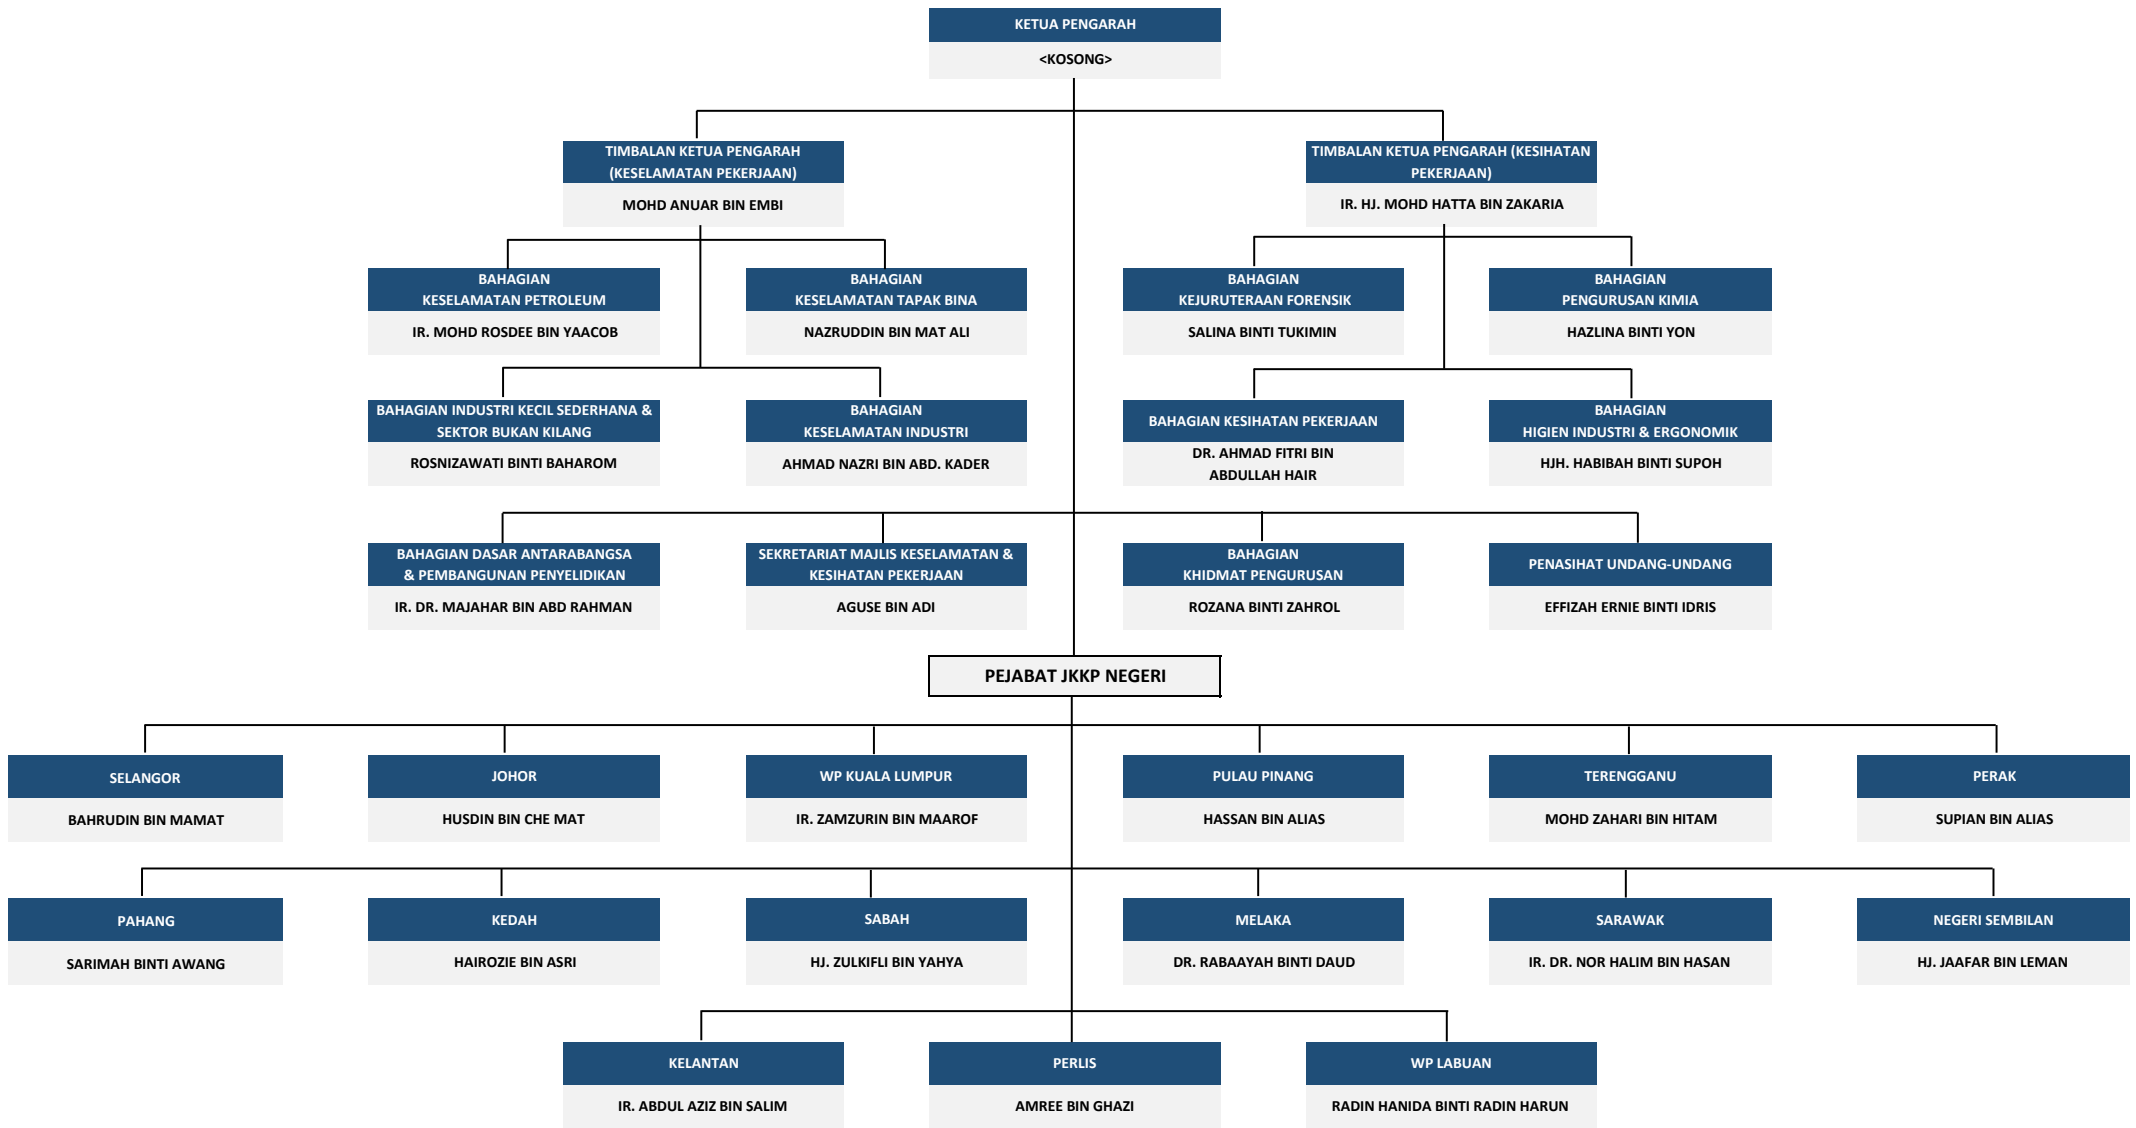 KETUA PENGARAH
<KOSONG>
TIMBALAN KETUA PENGARAH
(KESELAMATAN PEKERJAAN)
MOHD ANUAR BIN EMBI
TIMBALAN KETUA PENGARAH (KESIHATAN
PEKERJAAN)
IR. HJ. MOHD HATTA BIN ZAKARIA
BAHAGIAN
KESELAMATAN PETROLEUM
IR. MOHD ROSDEE BIN YAACOB
BAHAGIAN
KESELAMATAN TAPAK BINA
NAZRUDDIN BIN MAT ALI
BAHAGIAN
KEJURUTERAAN FORENSIK
SALINA BINTI TUKIMIN
BAHAGIAN
PENGURUSAN KIMIA
HAZLINA BINTI YON
BAHAGIAN INDUSTRI KECIL SEDERHANA &
SEKTOR BUKAN KILANG
ROSNIZAWATI BINTI BAHAROM
BAHAGIAN
KESELAMATAN INDUSTRI
AHMAD NAZRI BIN ABD. KADER
BAHAGIAN KESIHATAN PEKERJAAN
DR. AHMAD FITRI BIN
ABDULLAH HAIR
BAHAGIAN
HIGIEN INDUSTRI & ERGONOMIK
HJH. HABIBAH BINTI SUPOH
BAHAGIAN DASAR ANTARABANGSA
& PEMBANGUNAN PENYELIDIKAN
IR. DR. MAJAHAR BIN ABD RAHMAN
SEKRETARIAT MAJLIS KESELAMATAN &
KESIHATAN PEKERJAAN
AGUSE BIN ADI
BAHAGIAN
KHIDMAT PENGURUSAN
ROZANA BINTI ZAHROL
PENASIHAT UNDANG-UNDANG
EFFIZAH ERNIE BINTI IDRIS
PEJABAT JKKP NEGERI
SELANGOR
BAHRUDIN BIN MAMAT
JOHOR
HUSDIN BIN CHE MAT
WP KUALA LUMPUR
IR. ZAMZURIN BIN MAAROF
PULAU PINANG
HASSAN BIN ALIAS
TERENGGANU
MOHD ZAHARI BIN HITAM
PERAK
SUPIAN BIN ALIAS
PAHANG
SARIMAH BINTI AWANG
KEDAH
HAIROZIE BIN ASRI
SABAH
HJ. ZULKIFLI BIN YAHYA
MELAKA
DR. RABAAYAH BINTI DAUD
SARAWAK
IR. DR. NOR HALIM BIN HASAN
NEGERI SEMBILAN
HJ. JAAFAR BIN LEMAN
KELANTAN
IR. ABDUL AZIZ BIN SALIM
PERLIS
AMREE BIN GHAZI
WP LABUAN
RADIN HANIDA BINTI RADIN HARUN